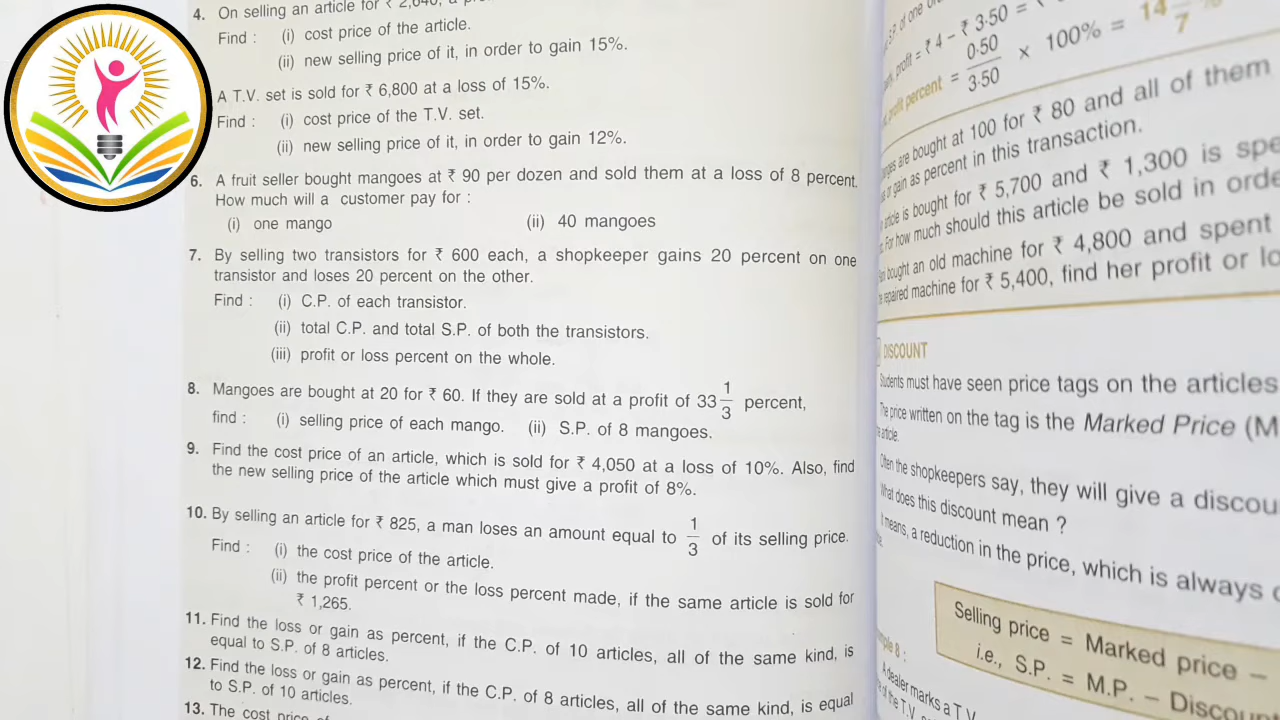 4. On selling an article for ₹ 2,640, a
Find : (i) cost price of the article.
(ii) new selling price of it, in order to gain 15%.
A T.V. set is sold for ₹ 6,800 at a loss of 15%.
Find : (i) cost price of the T.V. set.
(ii) new selling price of it, in order to gain 12%.
6. A fruit seller bought mangoes at ₹ 90 per dozen and sold them at a loss of 8 percent.
How much will a customer pay for :
(i) one mango (ii) 40 mangoes
7. By selling two transistors for ₹ 600 each, a shopkeeper gains 20 percent on one
transistor and loses 20 percent on the other.
Find : (i) C.P. of each transistor.
(ii) total C.P. and total S.P. of both the transistors.
(iii) profit or loss percent on the whole.
8. Mangoes are bought at 20 for ₹ 60. If they are sold at a profit of 33 1/3 percent,
find : (i) selling price of each mango. (ii) S.P. of 8 mangoes.
9. Find the cost price of an article, which is sold for ₹ 4,050 at a loss of 10%. Also, find
the new selling price of the article which must give a profit of 8%.
10. By selling an article for ₹ 825, a man loses an amount equal to 1/3 of its selling price.
Find : (i) the cost price of the article.
(ii) the profit percent or the loss percent made, if the same article is sold for
₹ 1,265.
11. Find the loss or gain as percent, if the C.P. of 10 articles, all of the same kind, is
equal to S.P. of 8 articles.
12. Find the loss or gain as percent, if the C.P. of 8 articles, all of the same kind, is equal
to S.P. of 10 articles.
13. The cost price of
S.P. of one
profit = ₹ 4 – ₹ 3·50 =
profit percent = 0·50/3·50 × 100% = 14 /7 %
are bought at 100 for ₹ 80 and all of them
or gain as percent in this transaction.
article is bought for ₹ 5,700 and ₹ 1,300 is
For how much should this article be sold in
bought an old machine for ₹ 4,800 and spent
repaired machine for ₹ 5,400, find her profit or
DISCOUNT
Students must have seen price tags on the articles
The price written on the tag is the Marked Price (M
article.
Often the shopkeepers say, they will give a
What does this discount mean ?
It means, a reduction in the price, which is always
Selling price = Marked price –
i.e., S.P. = M.P. – Discount
8 :
A dealer marks a T.V.
of the T.V.